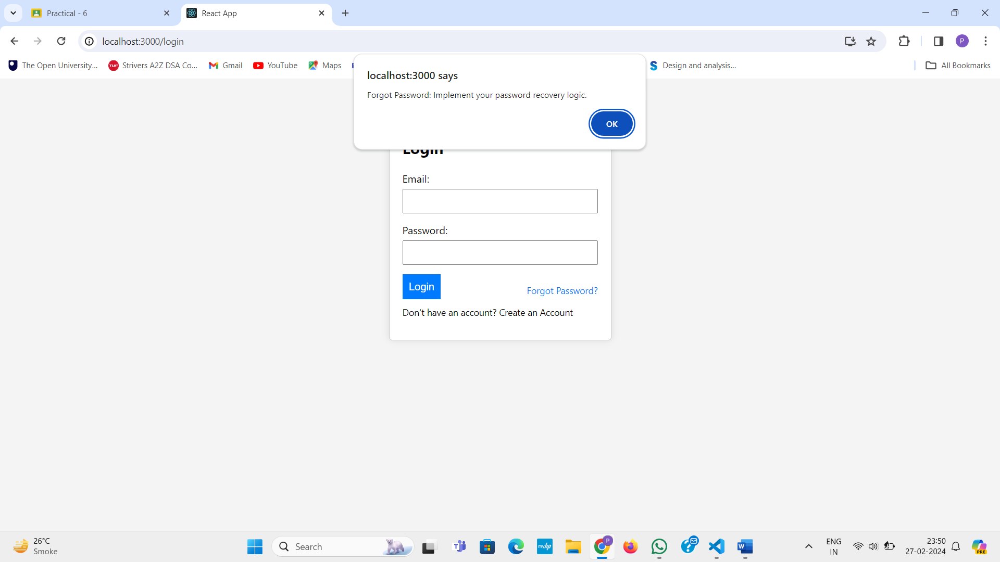 Practical - 6
React App
localhost:3000/login
P
The Open University...
Strivers A2Z DSA Co...
Gmail
YouTube
Maps
Design and analysis...
All Bookmarks
localhost:3000 says
Forgot Password: Implement your password recovery logic.
OK
Login
Email:
Password:
Login
Forgot Password?
Don't have an account? Create an Account
26°C
Smoke
Search
myhp
P
W
ENG
IN
23:50
27-02-2024
PRE